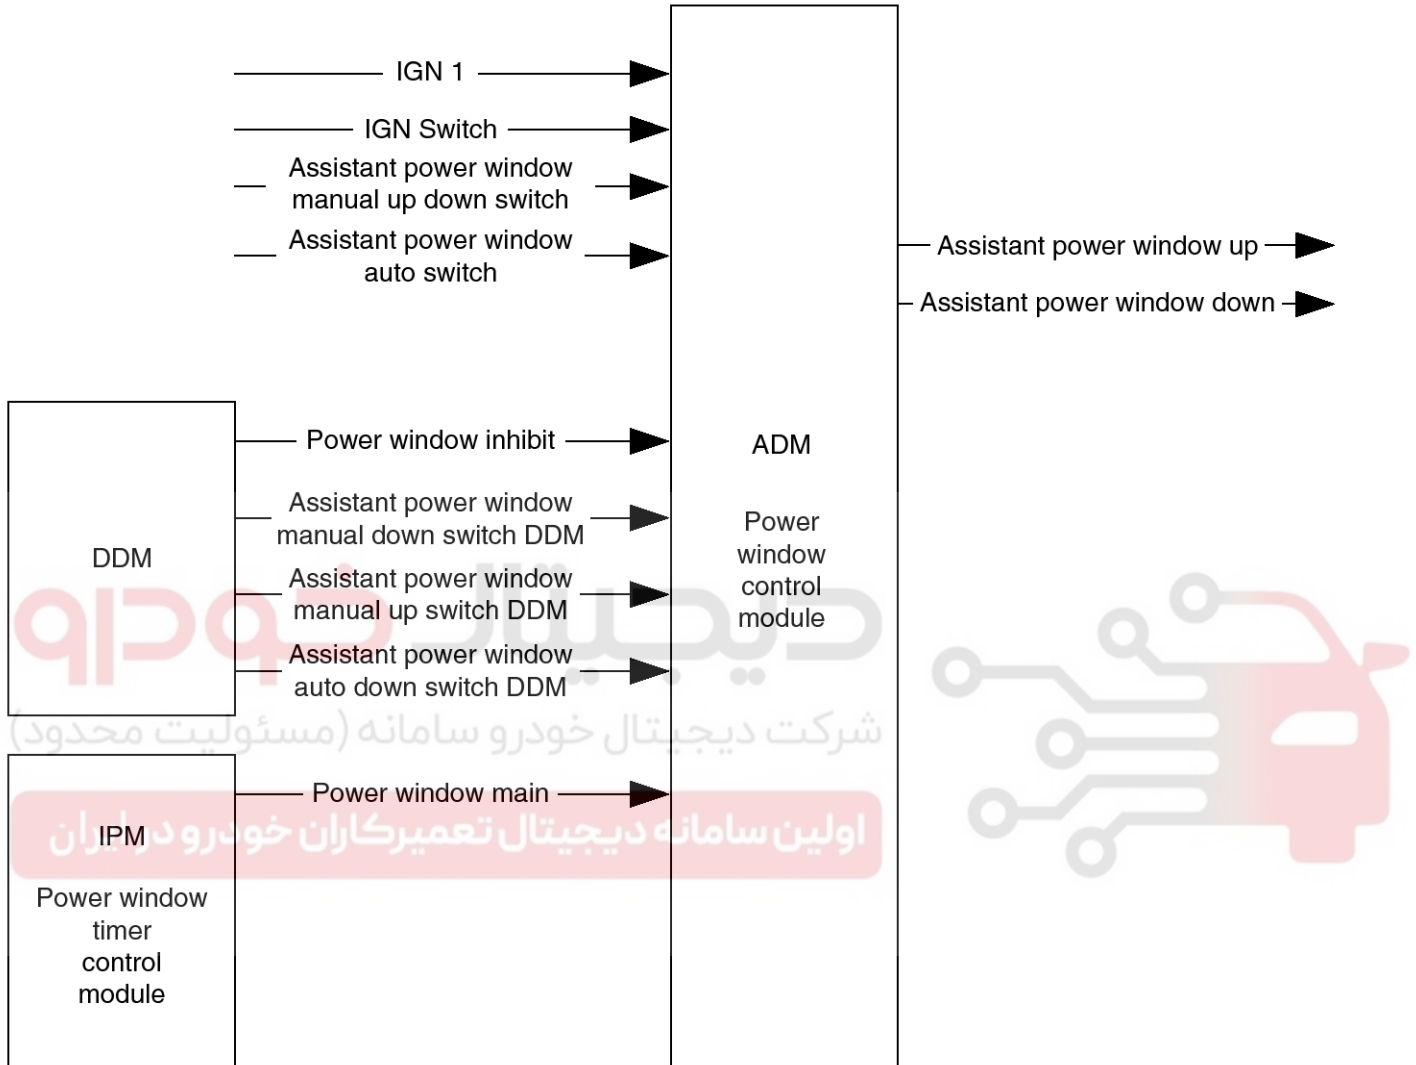 IGN 1
IGN Switch
Assistant power window
manual up down switch
Assistant power window
auto switch
Assistant power window up
Assistant power window down
DDM
Power window inhibit
Assistant power window
manual down switch DDM
Assistant power window
manual up switch DDM
Assistant power window
auto down switch DDM
ADM
Power
window
control
module
IPM
Power window
timer
control
module
Power window main
دیجیتال خودرو
شرکت دیجیتال خودرو سامانه (مسئولیت محدود)
اولین سامانه دیجیتال تعمیرکاران خودرو در ایران